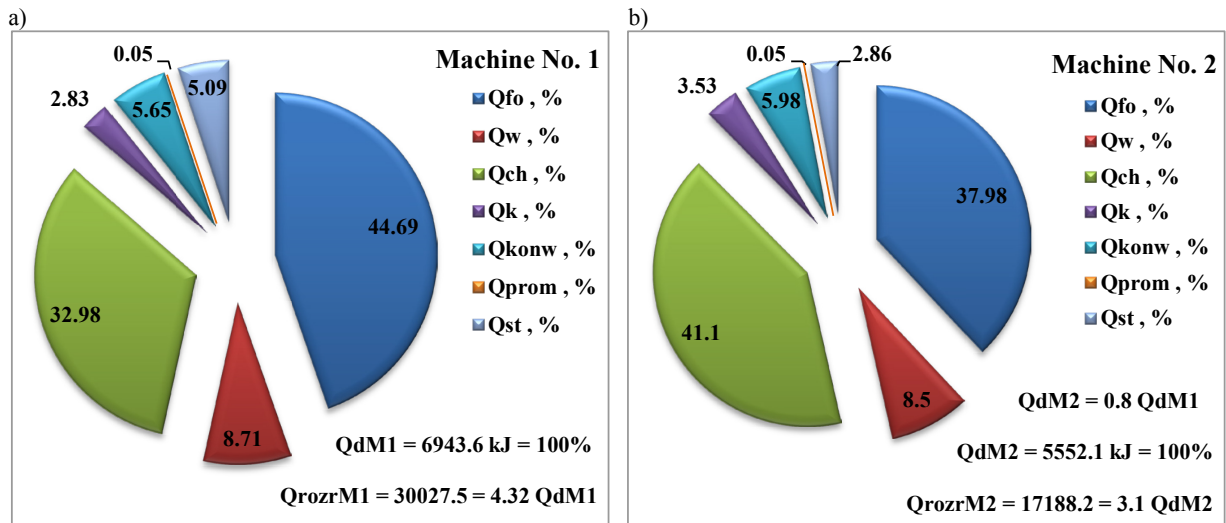 a)
Machine No. 1
Qfo , %
Qw , %
Qch , %
Qk , %
Qkonw , %
Qprom , %
Qst , %
0.05
5.09
2.83
5.65
44.69
32.98
8.71
QdM1 = 6943.6 kJ = 100%
QrozrM1 = 30027.5 = 4.32 QdM1
b)
Machine No. 2
Qfo , %
Qw , %
Qch , %
Qk , %
Qkonw , %
Qprom , %
Qst , %
0.05
2.86
3.53
5.98
37.98
41.1
8.5
QdM2 = 0.8 QdM1
QdM2 = 5552.1 kJ = 100%
QrozrM2 = 17188.2 = 3.1 QdM2